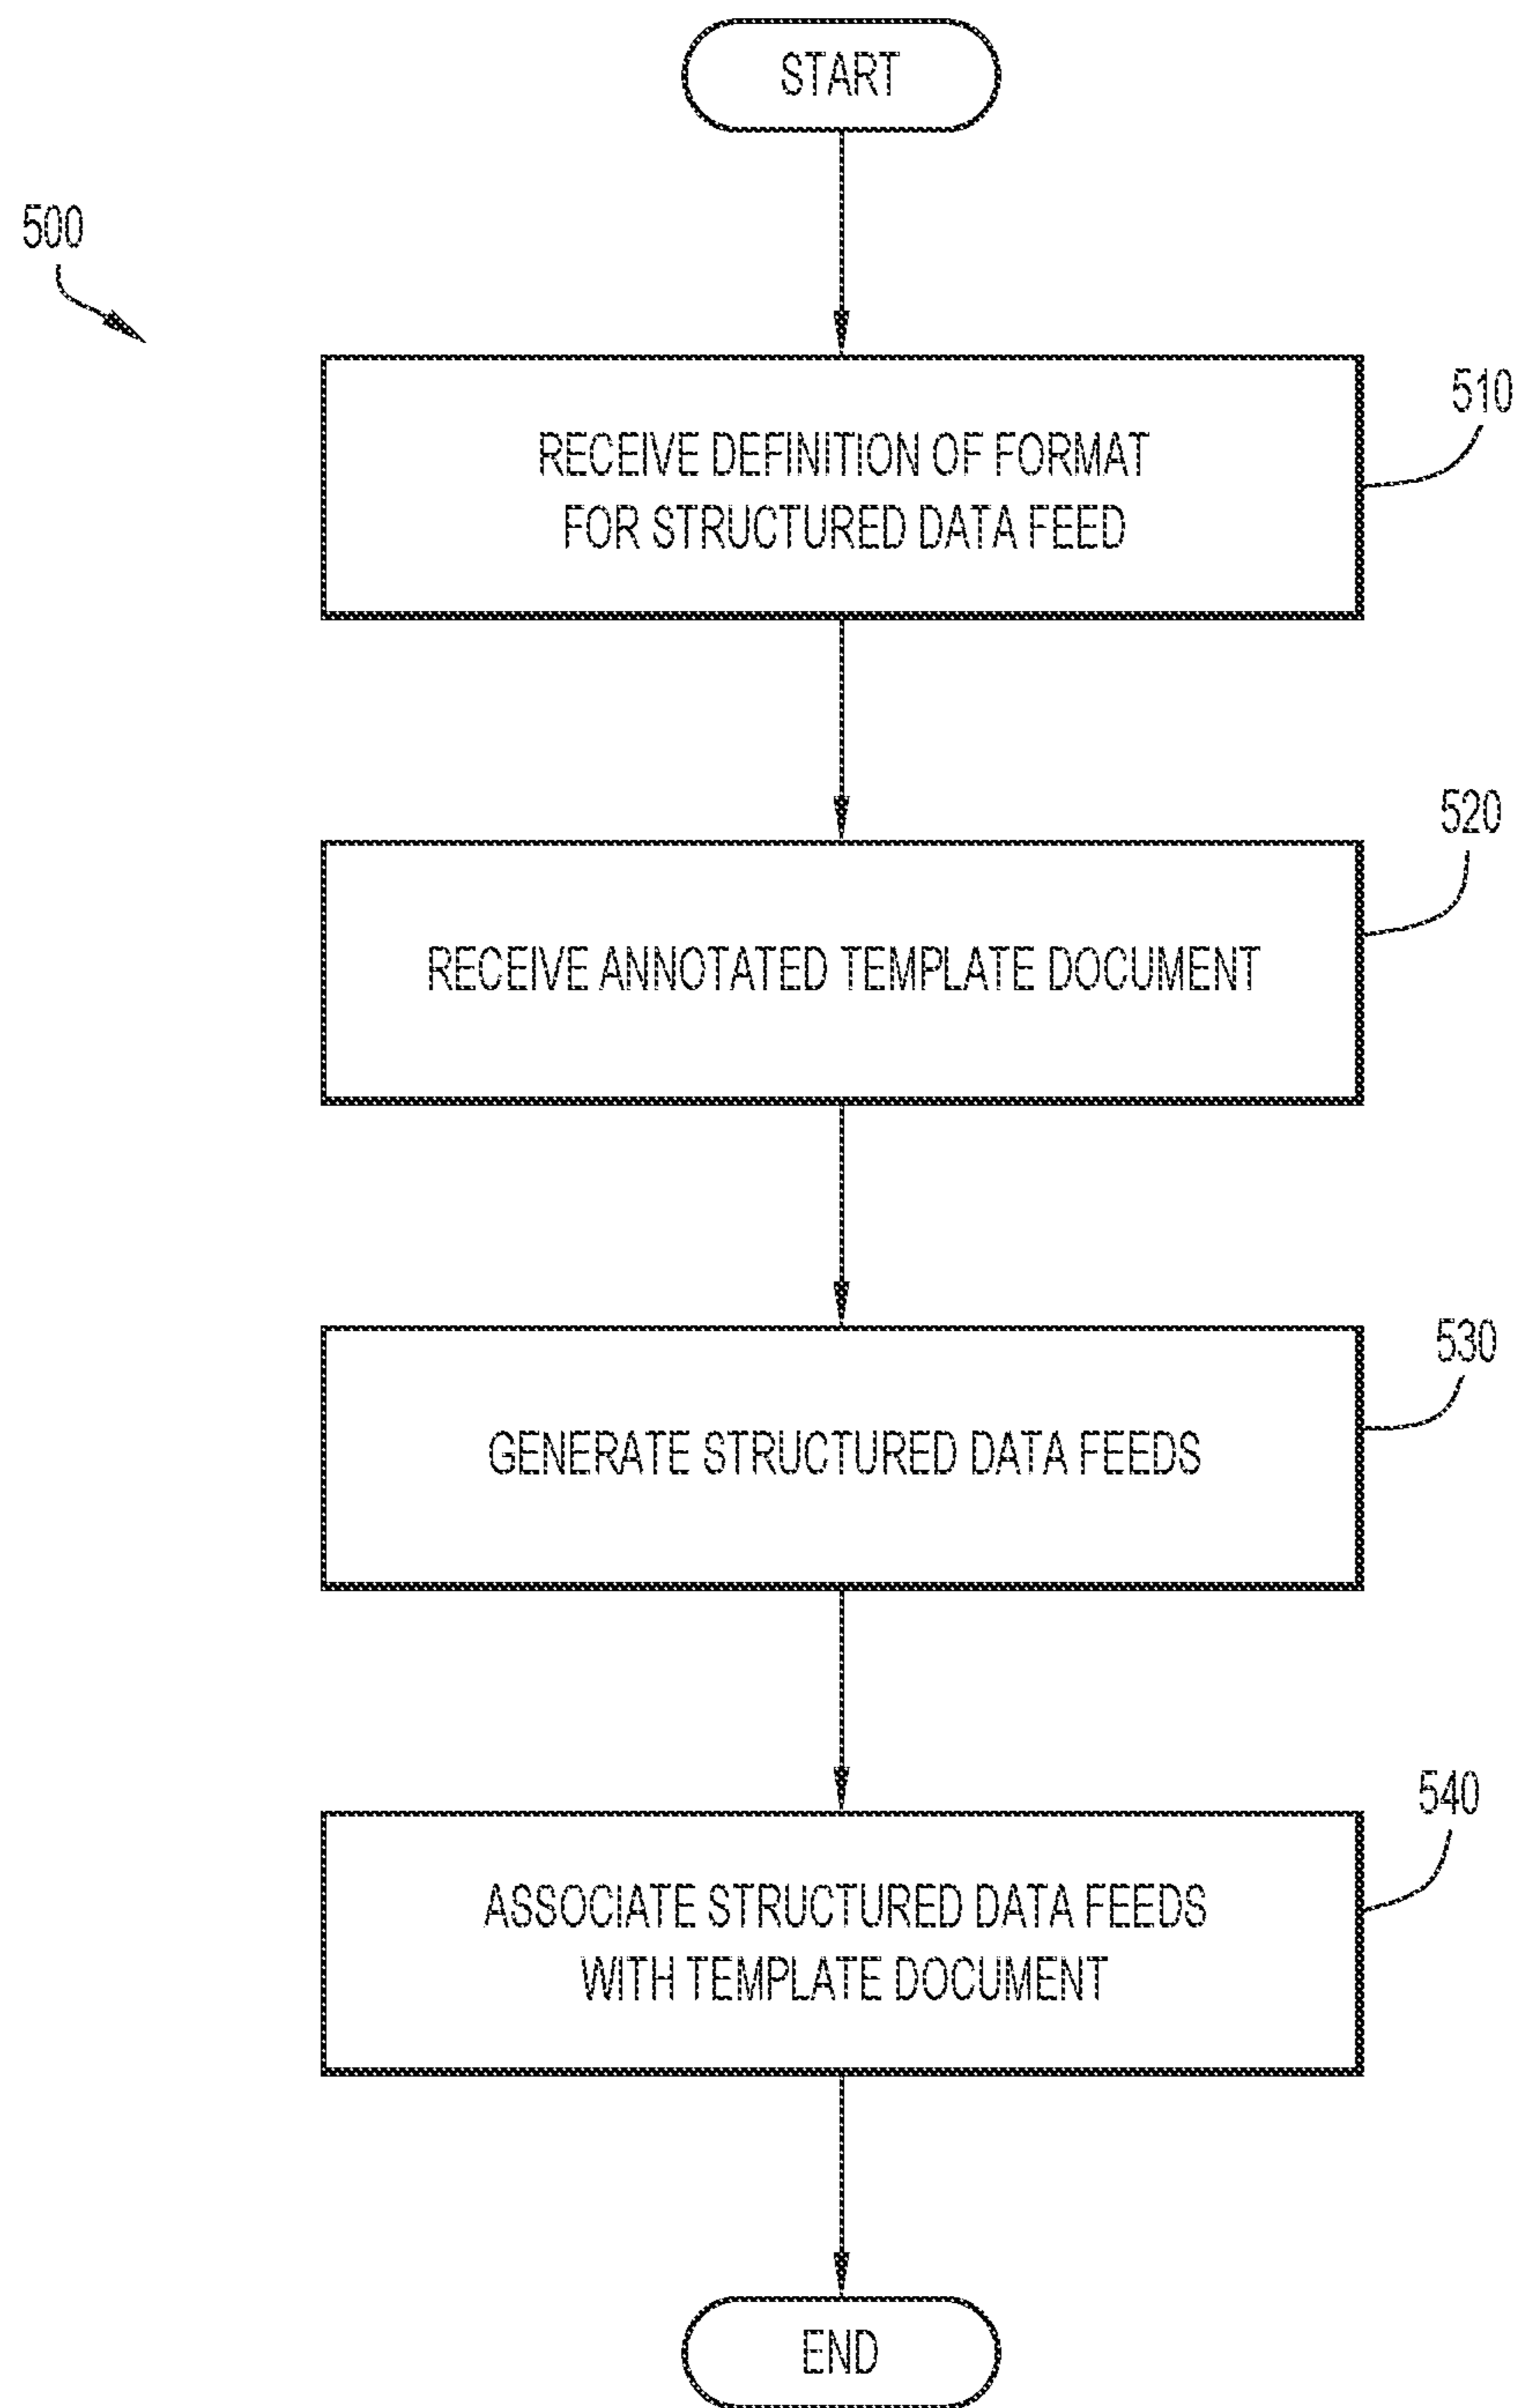 START
500
510
RECEIVE DEFINITION OF FORMAT
FOR STRUCTURED DATA FEED
520
RECEIVE ANNOTATED TEMPLATE DOCUMENT
530
GENERATE STRUCTURED DATA FEEDS
540
ASSOCIATE STRUCTURED DATA FEEDS
WITH TEMPLATE DOCUMENT
END